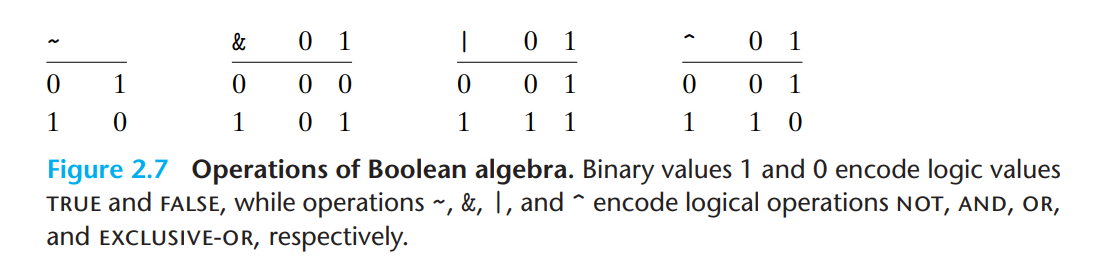 ~ & 0 1 | 0 1 ^ 0 1
0 1 0 0 0 0 0 1 0 0 1
1 0 1 0 1 1 1 1 1 1 0
Figure 2.7 Operations of Boolean algebra. Binary values 1 and 0 encode logic values
TRUE and FALSE, while operations ~, &, |, and ^ encode logical operations NOT, AND, OR,
and EXCLUSIVE-OR, respectively.